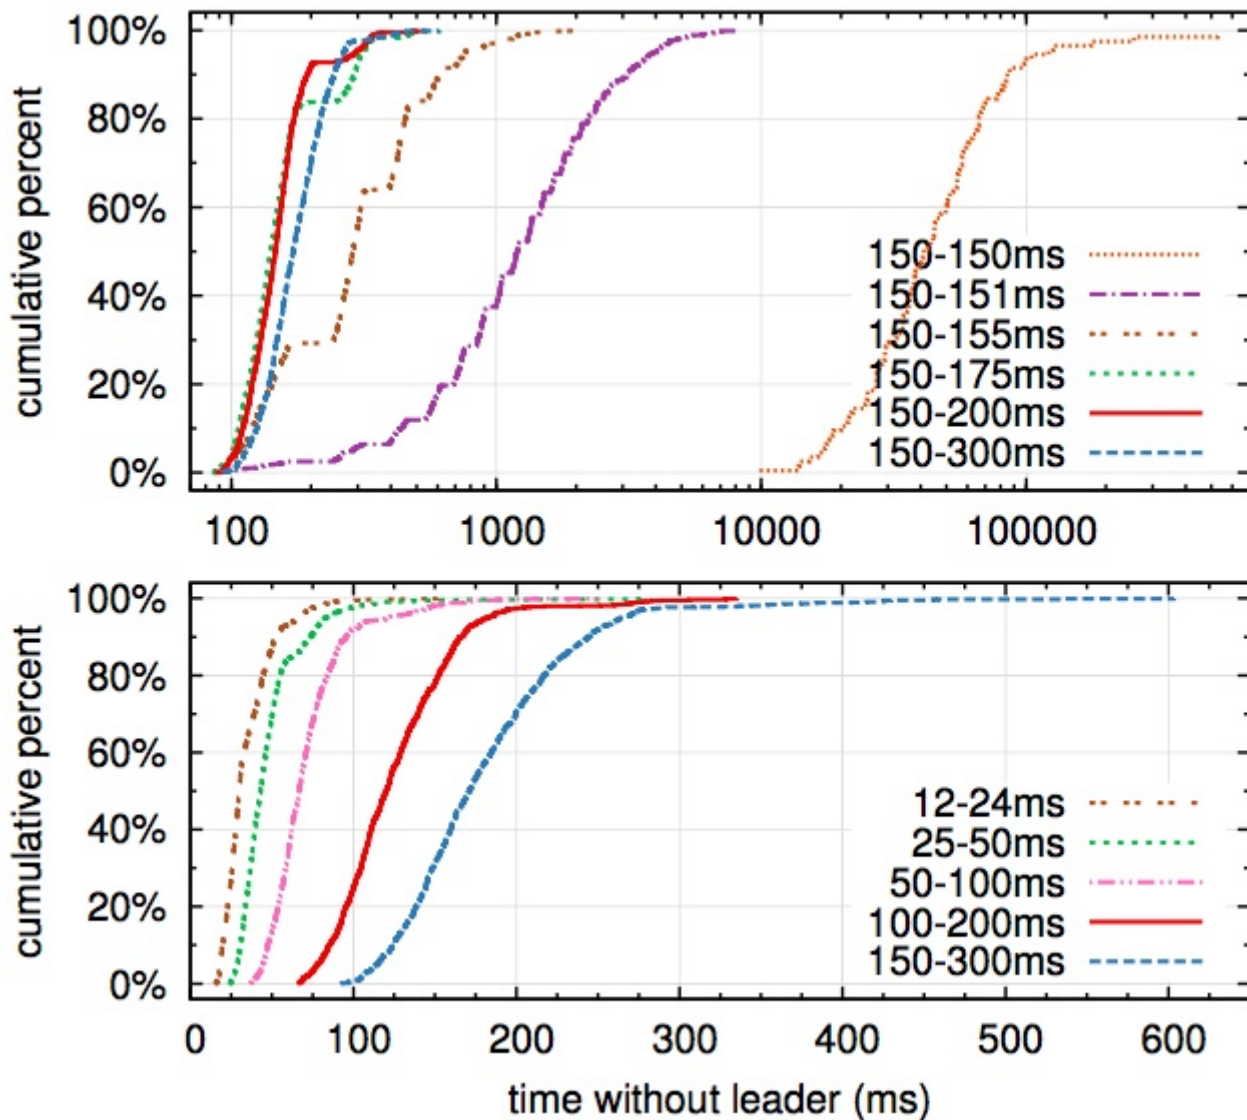 cumulative percent
100%
80%
60%
40%
20%
0%
150-150ms
150-151ms
150-155ms
150-175ms
150-200ms
150-300ms
100 1000 10000 100000
cumulative percent
100%
80%
60%
40%
20%
0%
12-24ms
25-50ms
50-100ms
100-200ms
150-300ms
0 100 200 300 400 500 600
time without leader (ms)